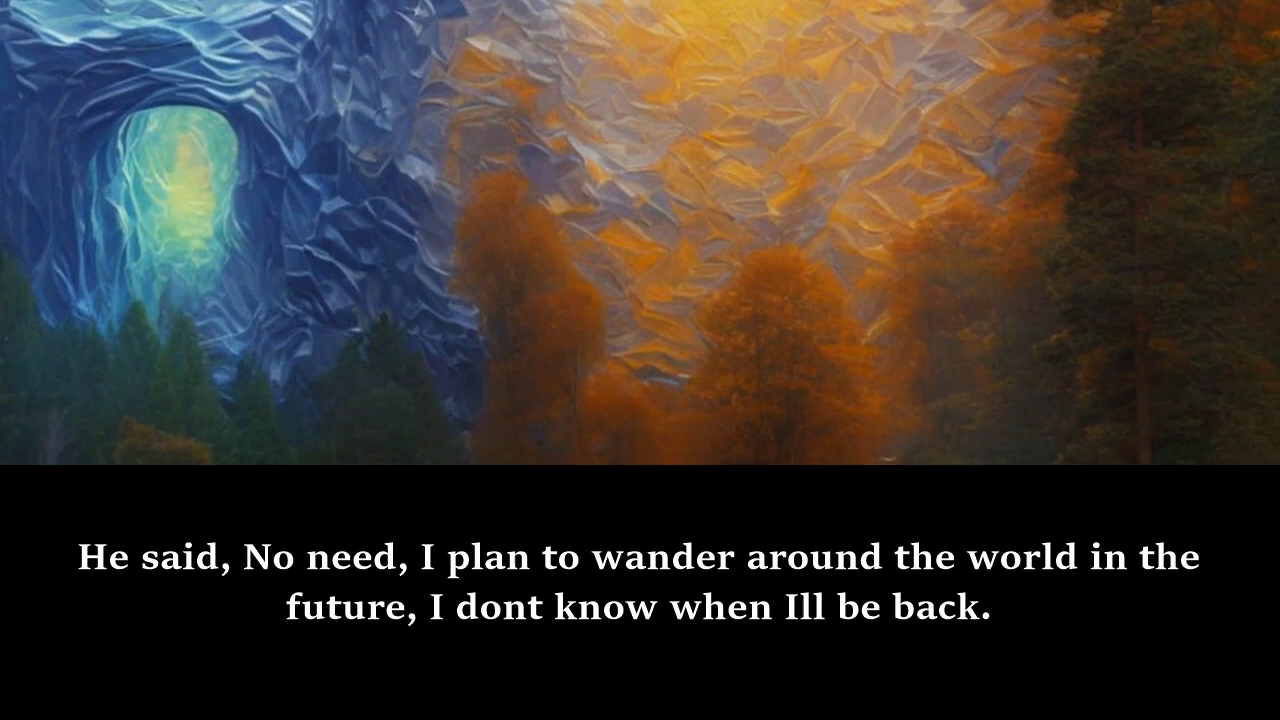 He said, No need, I plan to wander around the world in the
future, I dont know when Ill be back.